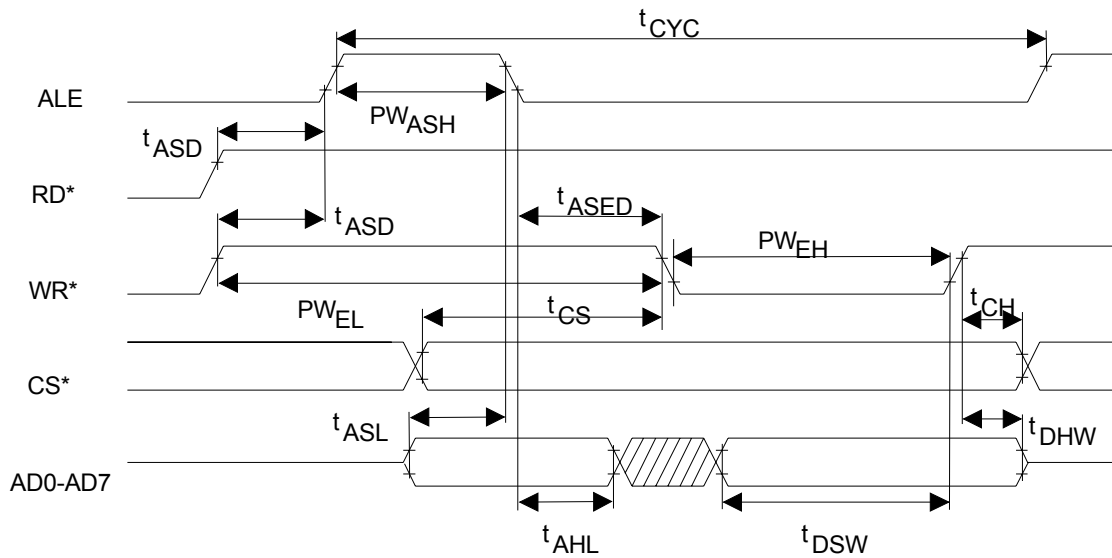 tCYC
ALE
PWASH
tASD
RD*
tASED
tASD
PWEH
WR*
PWEL
tCS
tCH
CS*
tASL
tDHW
AD0-AD7
tAHL
tDSW